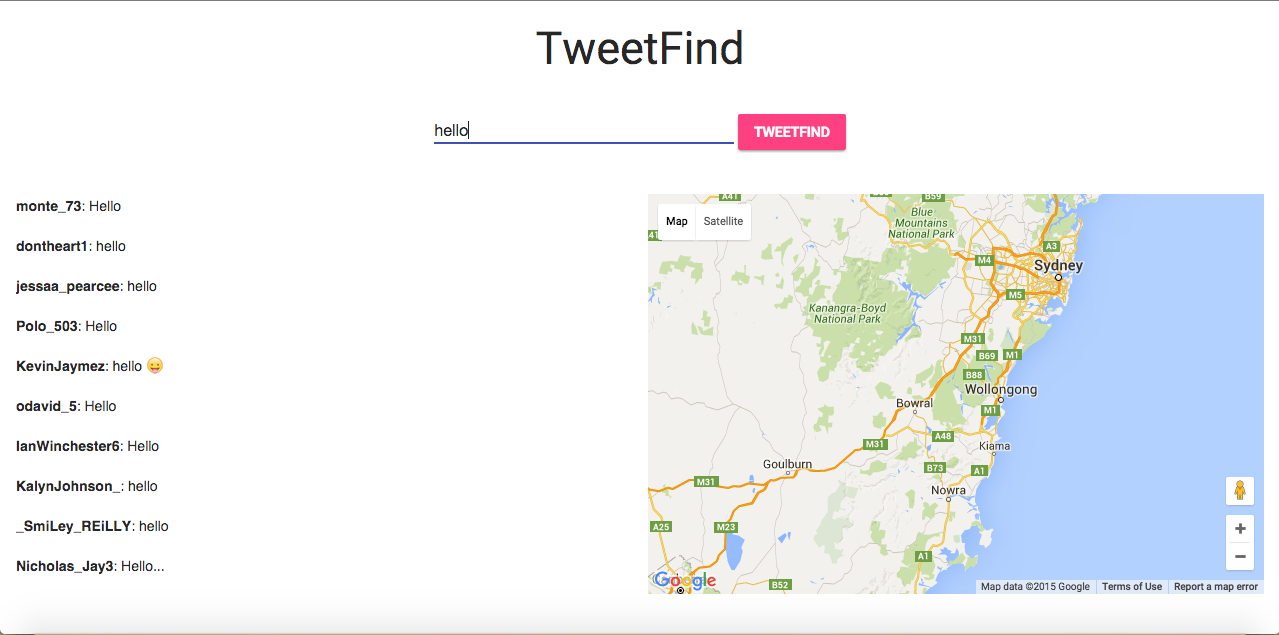 TweetFind
hello
TWEETFIND
monte_73: Hello
dontheart1: hello
jessaa_pearcee: hello
Polo_503: Hello
KevinJaymez: hello 😛
odavid_5: Hello
IanWinchester6: Hello
KalynJohnson_: hello
_SmiLey_REiLLY: hello
Nicholas_Jay3: Hello...
A41
B59
Map Satellite
Blue
Mountains
National Park
A3
M4
Sydney
M5
Kanangra-Boyd
National Park
M31
B69
M1
B88
Wollongong
Bowral
M1
A48
M31
Kiama
Goulburn
B73
A1
M31
Nowra
A25
M23
A1
Google
B52
Map data ©2015 Google
Terms of Use
Report a map error